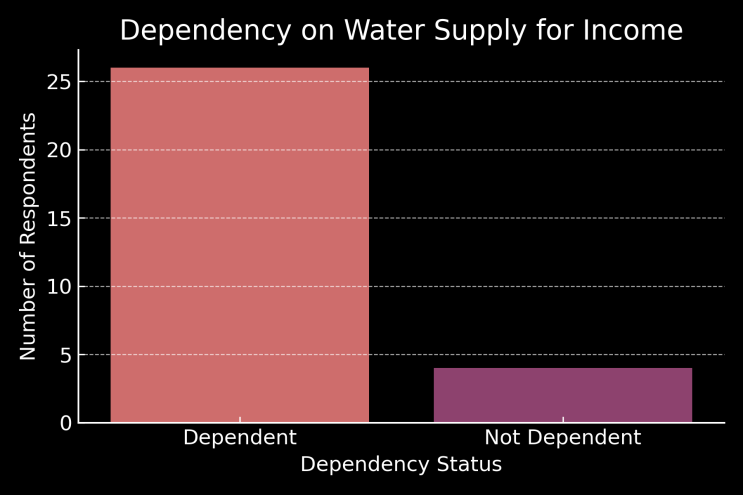 Dependency on Water Supply for Income
Number of Respondents
25
20
15
10
5
0
Dependent
Not Dependent
Dependency Status